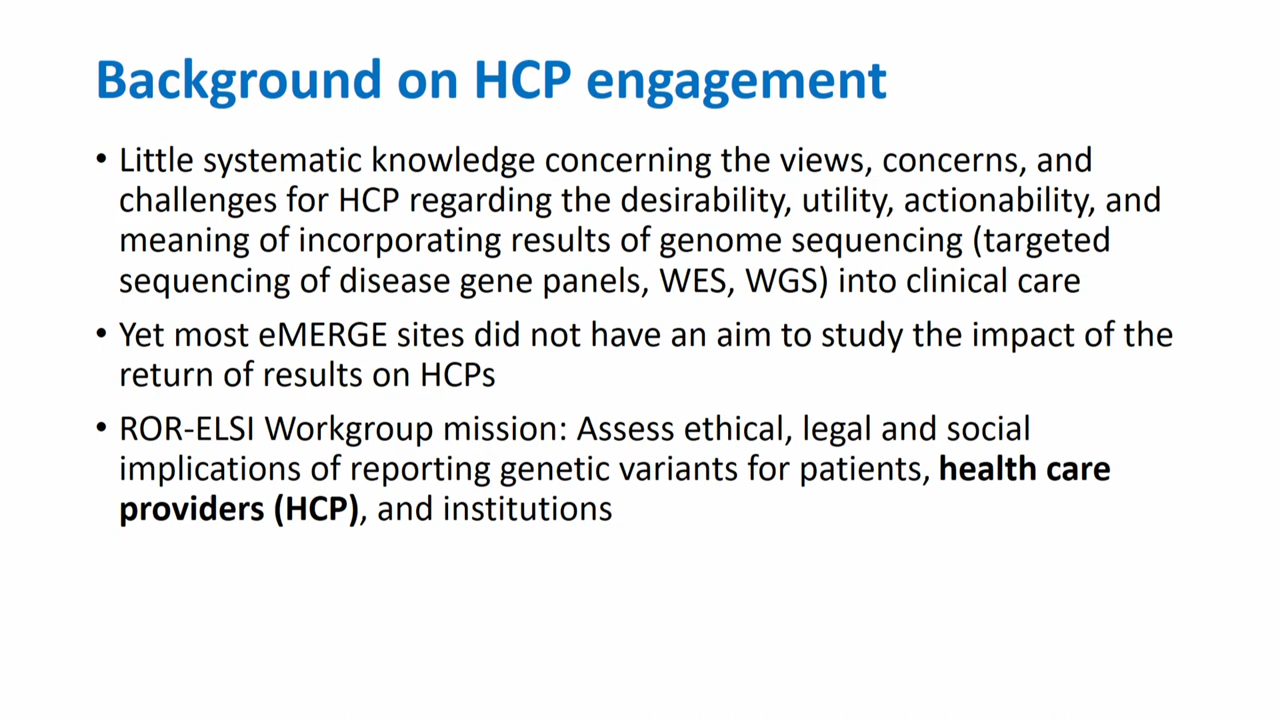 Background on HCP engagement
• Little systematic knowledge concerning the views, concerns, and
challenges for HCP regarding the desirability, utility, actionability, and
meaning of incorporating results of genome sequencing (targeted
sequencing of disease gene panels, WES, WGS) into clinical care
• Yet most eMERGE sites did not have an aim to study the impact of the
return of results on HCPs
• ROR-ELSI Workgroup mission: Assess ethical, legal and social
implications of reporting genetic variants for patients, health care
providers (HCP), and institutions